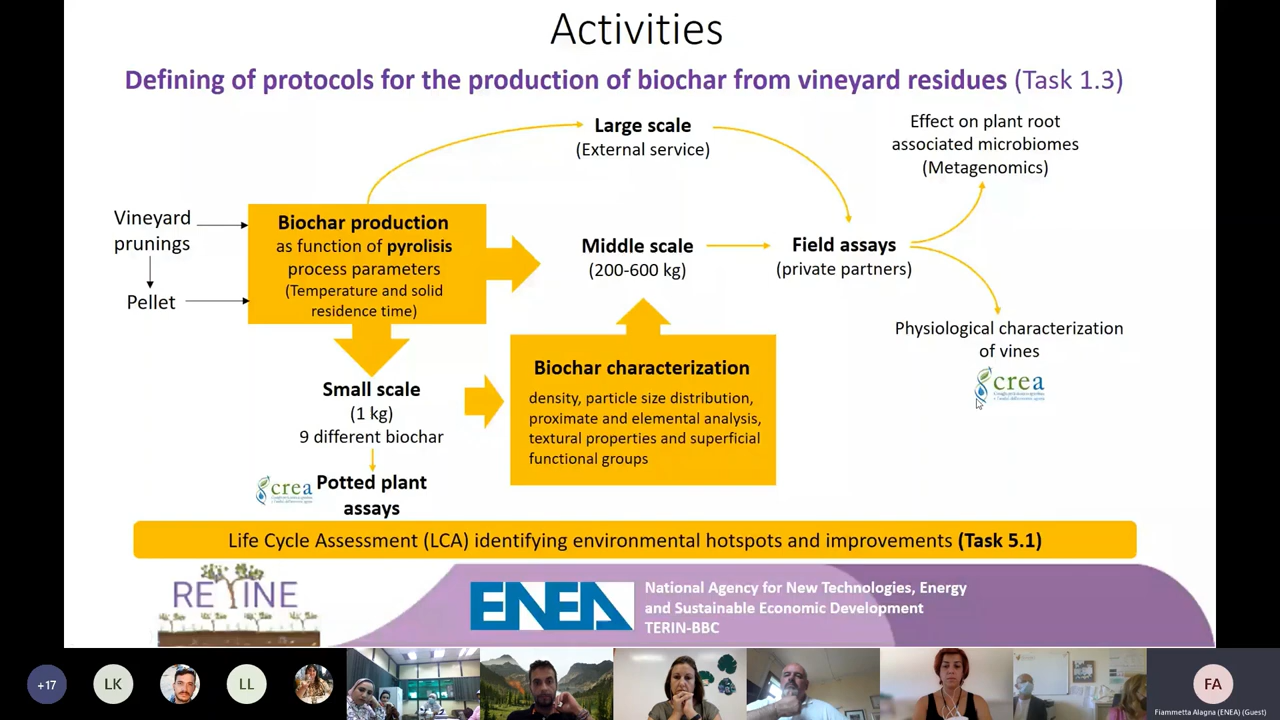 Activities
Defining of protocols for the production of biochar from vineyard residues (Task 1.3)
Large scale
(External service)
Effect on plant root
associated microbiomes
(Metagenomics)
Vineyard
prunings
Pellet
Biochar production
as function of pyrolisis
process parameters
(Temperature and solid
residence time)
Middle scale
(200-600 kg)
Field assays
(private partners)
Physiological characterization
of vines
crea
Small scale
(1 kg)
9 different biochar
Biochar characterization
density, particle size distribution,
proximate and elemental analysis,
textural properties and superficial
functional groups
crea
Potted plant
assays
Life Cycle Assessment (LCA) identifying environmental hotspots and improvements (Task 5.1)
REVINE
ENEA
National Agency for New Technologies, Energy
and Sustainable Economic Development
TERIN-BBC
+17
LK
LL
FA
Fiammetta Alagna (ENEA) (Guest)